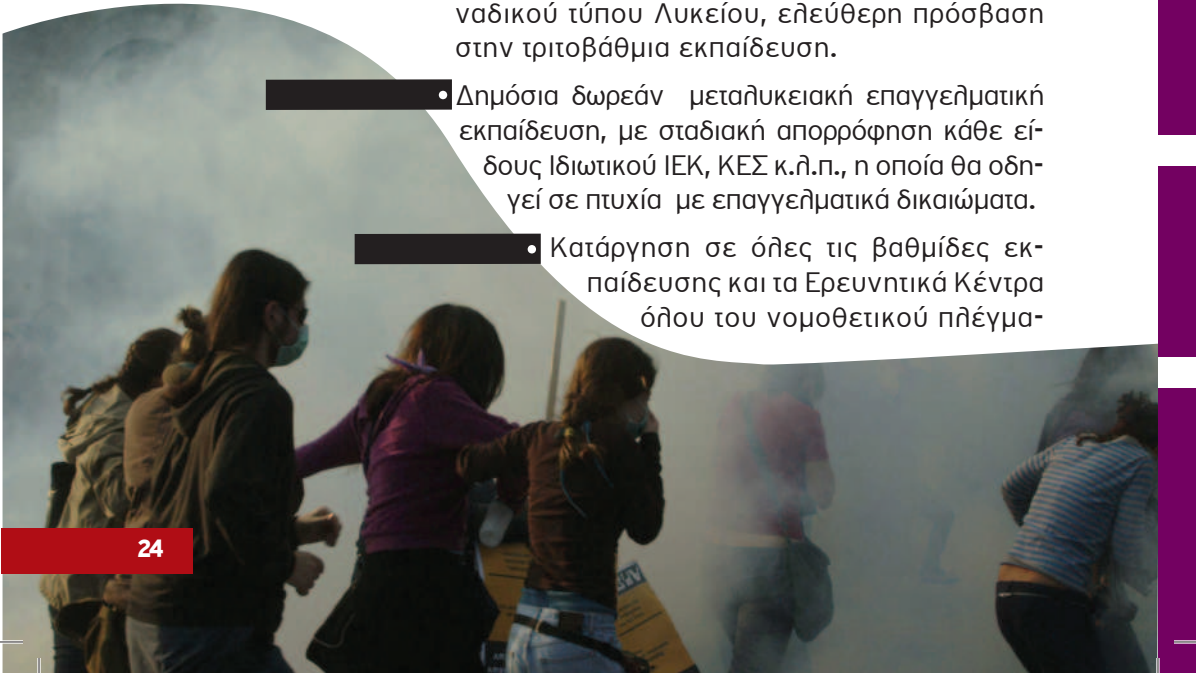 ναδικού τύπου Λυκείου, ελεύθερη πρόσβαση
στην τριτοβάθμια εκπαίδευση.
• Δημόσια δωρεάν μεταλυκειακή επαγγελματική
εκπαίδευση, με σταδιακή απορρόφηση κάθε εί-
δους Ιδιωτικού ΙΕΚ, ΚΕΣ κ.λ.π., η οποία θα οδη-
γεί σε πτυχία με επαγγελματικά δικαιώματα.
• Κατάργηση σε όλες τις βαθμίδες εκ-
παίδευσης και τα Ερευνητικά Κέντρα
όλου του νομοθετικού πλέγμα-
24